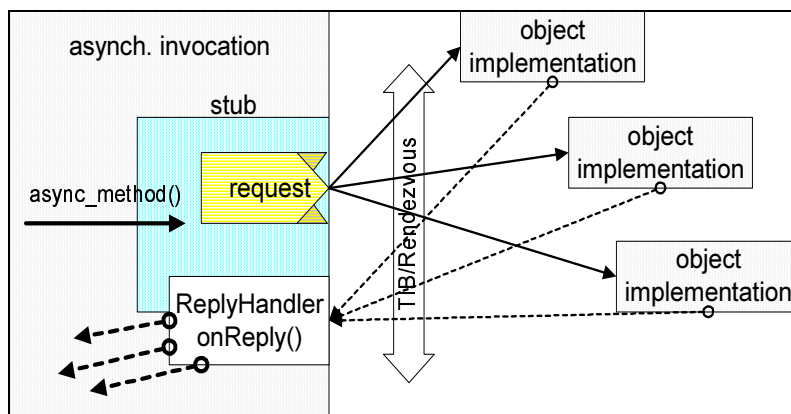 asynch. invocation
stub
request
async_method()
ReplyHandler
onReply()
TIB/Rendezvous
object
implementation
object
implementation
object
implementation